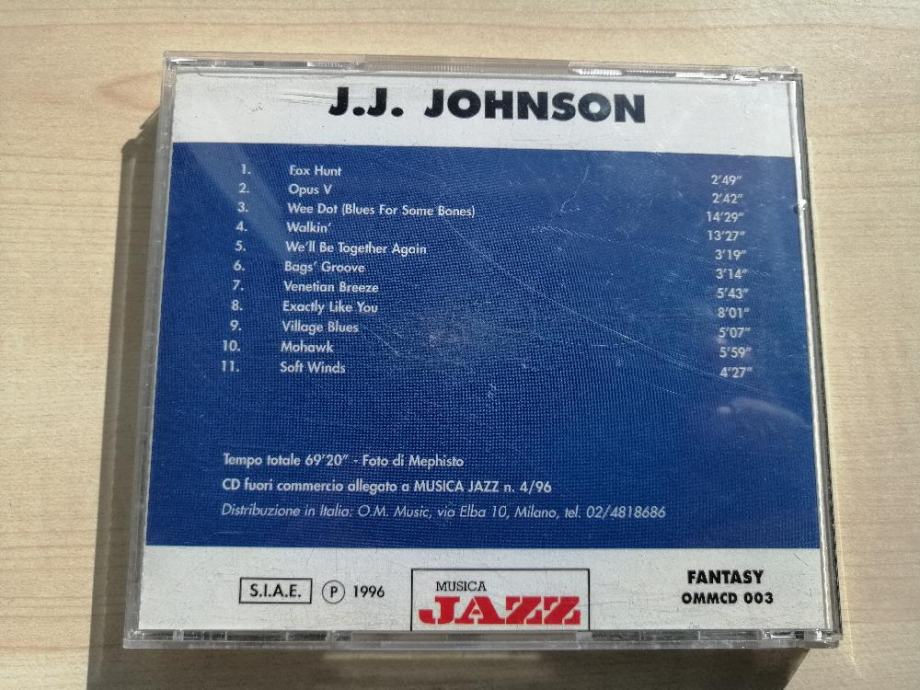 J.J. JOHNSON
1. Fox Hunt 2'49"
2. Opus V 2'42"
3. Wee Dot (Blues For Some Bones) 14'29"
4. Walkin' 13'27"
5. We'll Be Together Again 3'19"
6. Bags' Groove 3'14"
7. Venetian Breeze 5'43"
8. Exactly Like You 8'01"
9. Village Blues 5'07"
10. Mohawk 5'59"
11. Soft Winds 4'27"
Tempo totale 69'20" - Foto di Mephisto
CD fuori commercio allegato a MUSICA JAZZ n. 4/96
Distribuzione in Italia: O.M. Music, via Elba 10, Milano, tel. 02/4818686
S.I.A.E. Ⓟ 1996
MUSICA
JAZZ
FANTASY
OMMCD 003